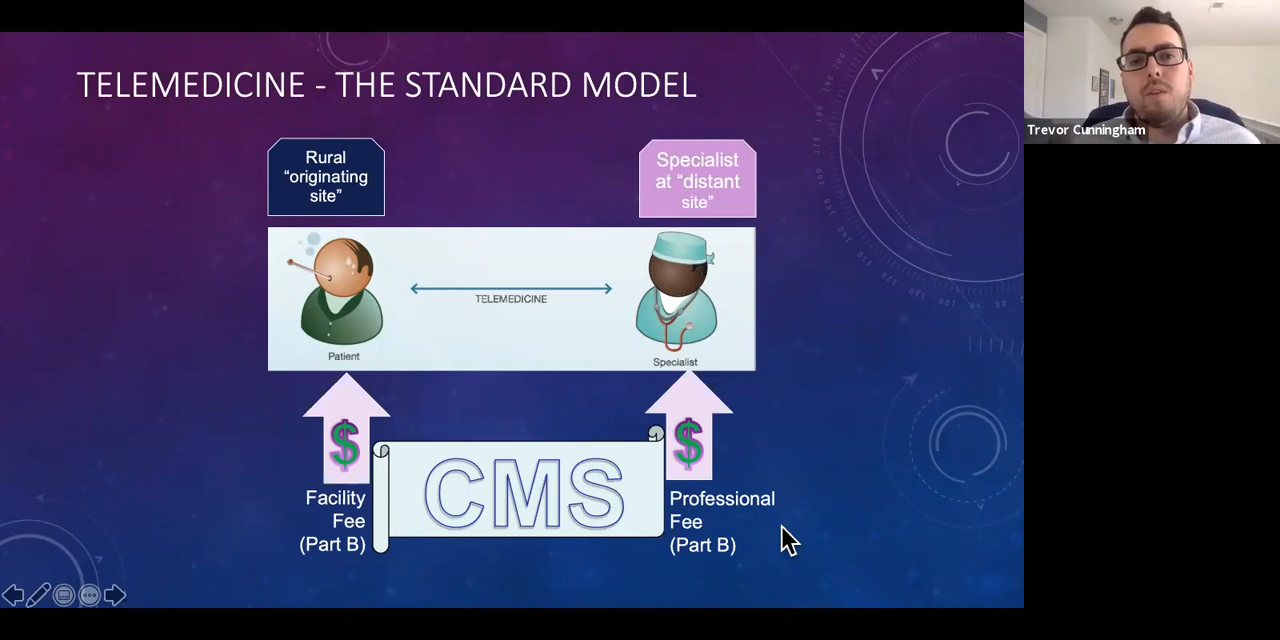 TELEMEDICINE - THE STANDARD MODEL
Trevor Cunningham
Rural
“originating
site”
Specialist
at “distant
site”
TELEMEDICINE
Patient
Specialist
$
$
CMS
Facility
Fee
(Part B)
Professional
Fee
(Part B)